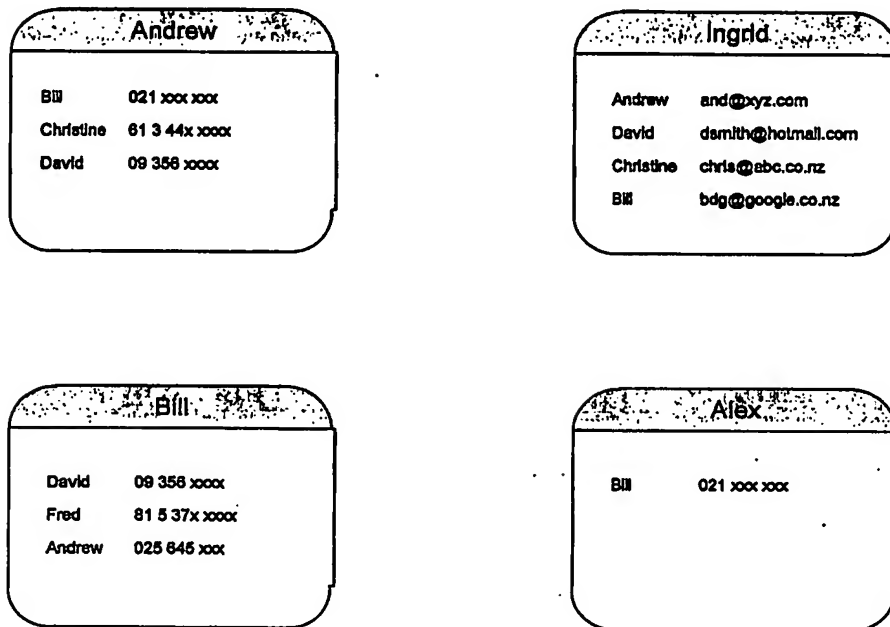 Andrew
Bill 021 xxx xxx
Christine 61 3 44x xxxx
David 09 356 xxxx
Ingrid
Andrew and@xyz.com
David dsmith@hotmail.com
Christine chris@abc.co.nz
Bill bdg@google.co.nz
Bill
David 09 356 xxxx
Fred 81 5 37x xxxx
Andrew 025 645 xxx
Alex
Bill 021 xxx xxx